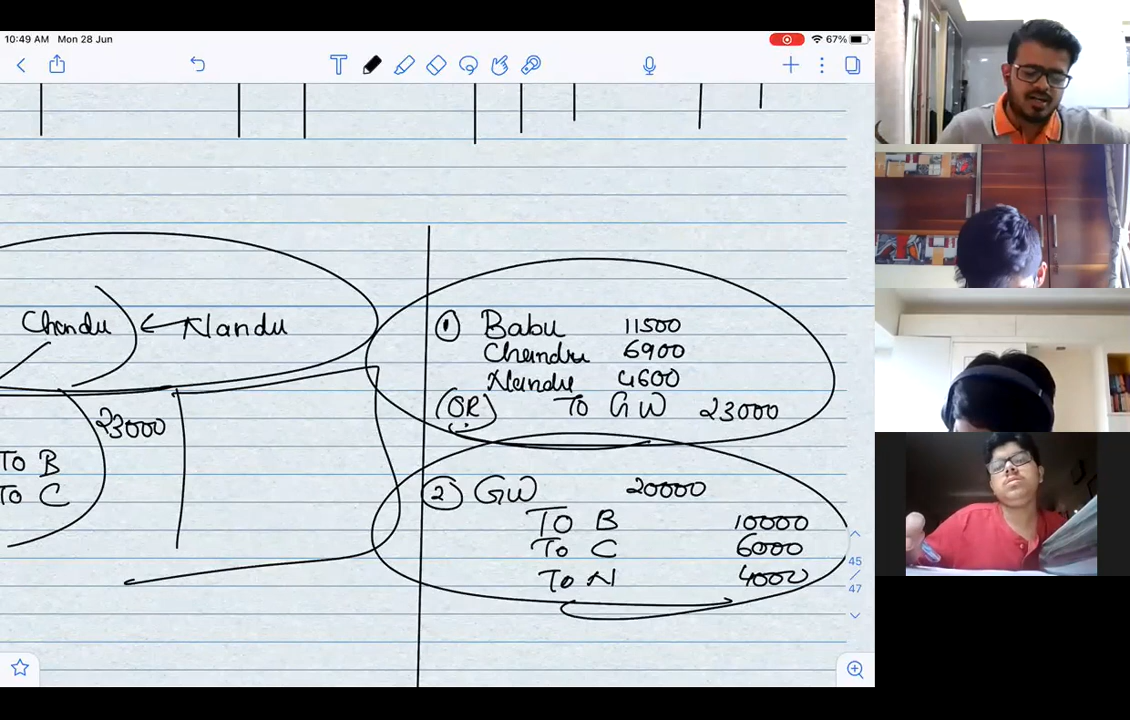 10:49 AM Mon 28 Jun
67%
T
Chandu ← Nandu
23000
To B
To C
① Babu 11500
Chandu 6900
Nandu 4600
(OR) To GW 23000
② GW 20000
To B 10000
To C 6000
To N 4000
45
/
47